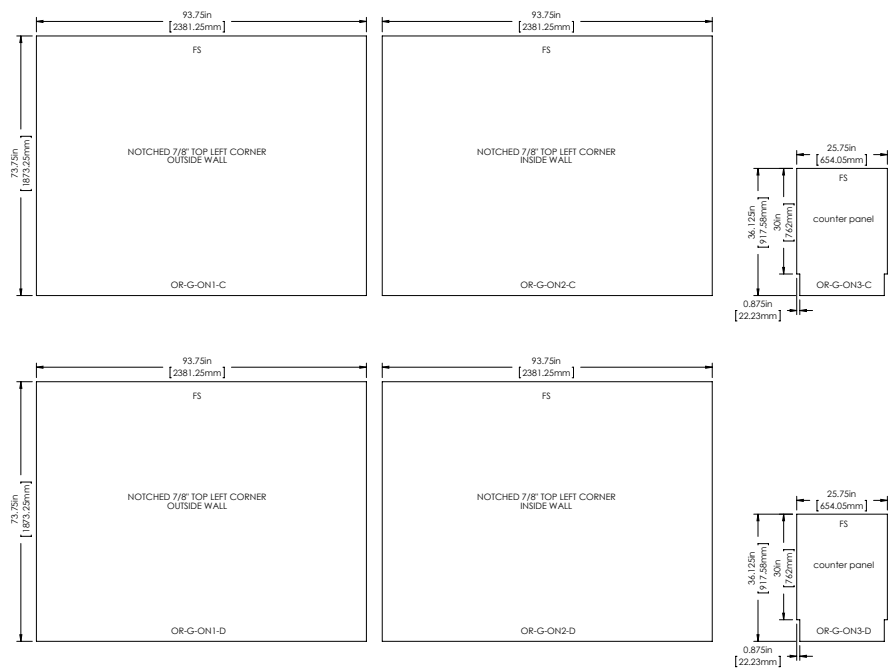 93.75in
[2381.25mm]
93.75in
[2381.25mm]
FS
FS
73.75in
[1873.25mm]
NOTCHED 7/8" TOP LEFT CORNER
OUTSIDE WALL
NOTCHED 7/8" TOP LEFT CORNER
INSIDE WALL
OR-G-ON1-C
OR-G-ON2-C
25.75in
[654.05mm]
FS
36.125in
[917.58mm]
30in
[762mm]
counter panel
OR-G-ON3-C
0.875in
[22.23mm]
93.75in
[2381.25mm]
93.75in
[2381.25mm]
FS
FS
73.75in
[1873.25mm]
NOTCHED 7/8" TOP LEFT CORNER
OUTSIDE WALL
NOTCHED 7/8" TOP LEFT CORNER
INSIDE WALL
OR-G-ON1-D
OR-G-ON2-D
25.75in
[654.05mm]
FS
36.125in
[917.58mm]
30in
[762mm]
counter panel
OR-G-ON3-D
0.875in
[22.23mm]